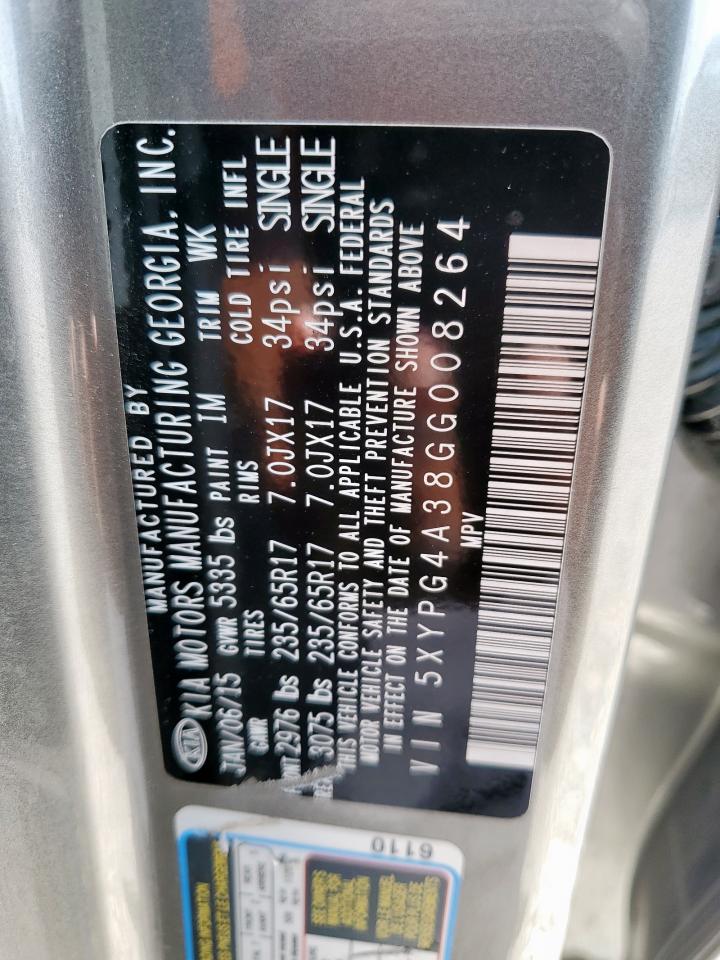 MANUFACTURED BY
KIA KIA MOTORS MANUFACTURING GEORGIA, INC.
JAN/06/15 GVWR 5335 lbs PAINT IM TRIM WK
GAWR TIRES RIMS COLD TIRE INFL
2976 lbs 235/65R17 7.0JX17 34psi SINGLE
3075 lbs 235/65R17 7.0JX17 34psi SINGLE
THIS VEHICLE CONFORMS TO ALL APPLICABLE U.S.A. FEDERAL
MOTOR VEHICLE SAFETY AND THEFT PREVENTION STANDARDS
IN EFFECT ON THE DATE OF MANUFACTURE SHOWN ABOVE
VIN 5XYPG4A38GG008264
MPV
6110